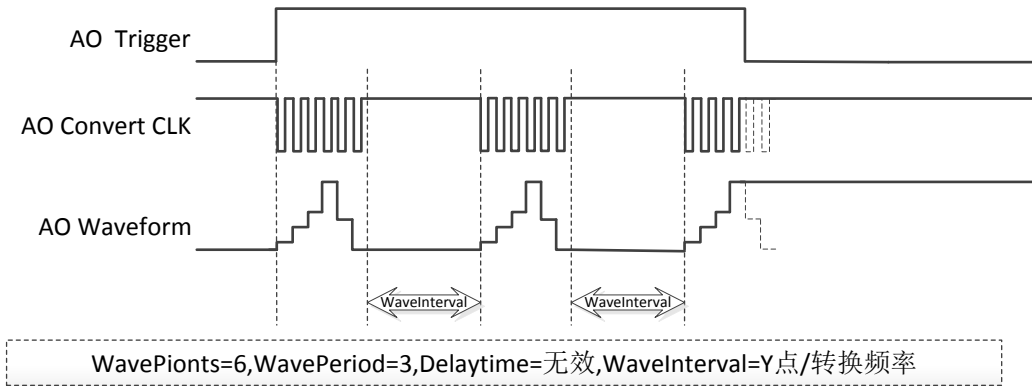 AO Trigger
AO Convert CLK
AO Waveform
WaveInterval
WaveInterval
WavePionts=6,WavePeriod=3,Delaytime=无效,WaveInterval=Y点/转换频率